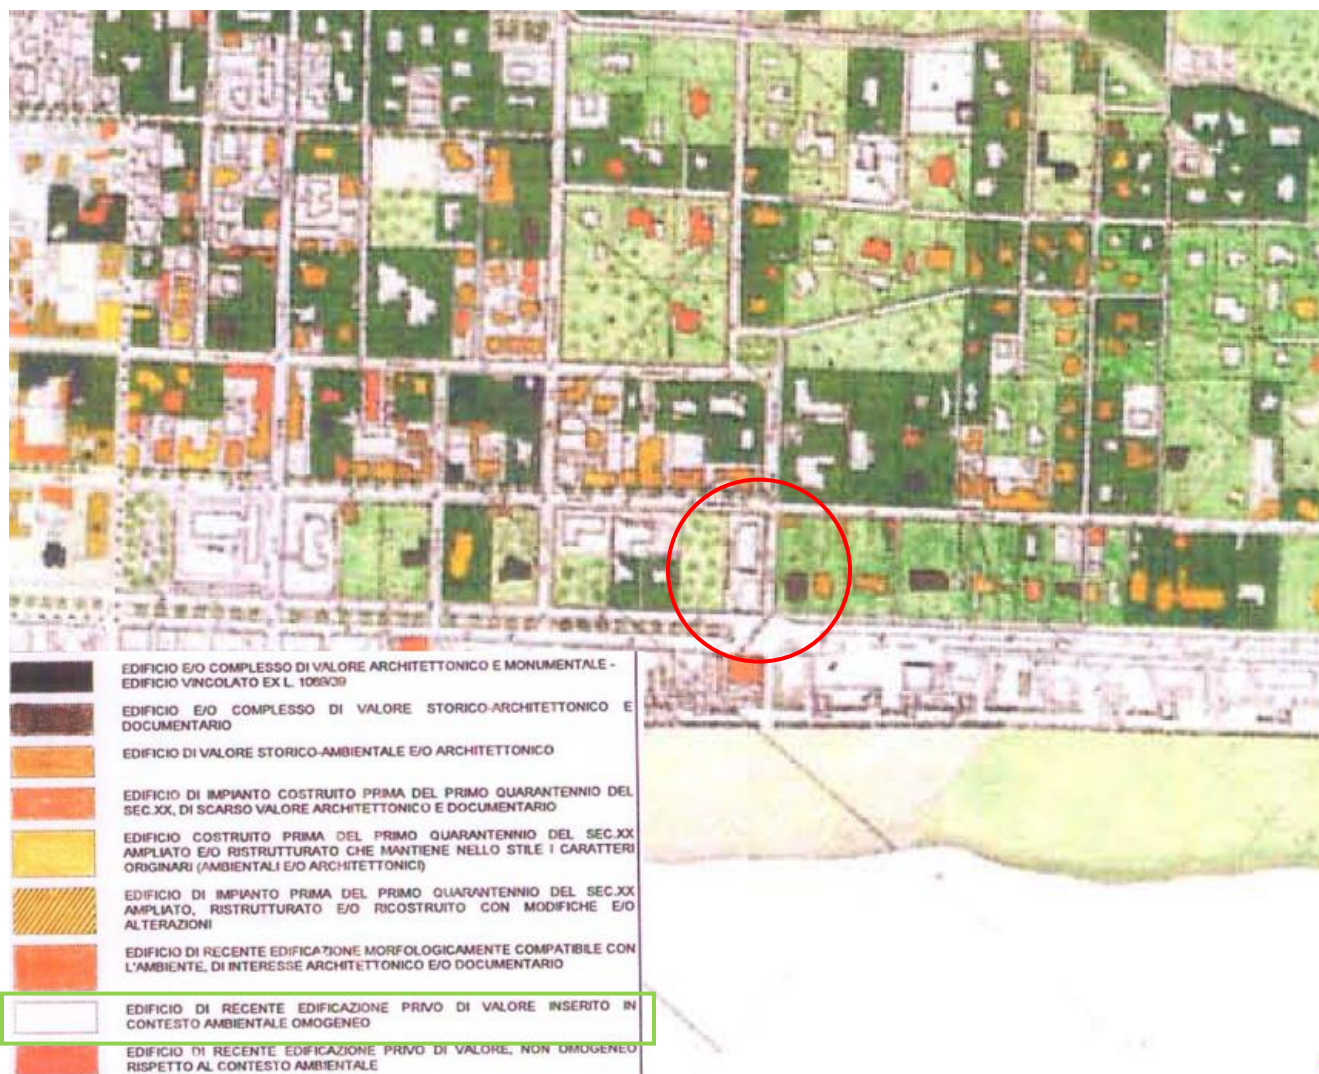 EDIFICIO E/O COMPLESSO DI VALORE ARCHITETTONICO E MONUMENTALE -
EDIFICIO VINCOLATO EX L. 1089/39
EDIFICIO E/O COMPLESSO DI VALORE STORICO-ARCHITETTONICO E
DOCUMENTARIO
EDIFICIO DI VALORE STORICO-AMBIENTALE E/O ARCHITETTONICO
EDIFICIO DI IMPIANTO COSTRUITO PRIMA DEL PRIMO QUARANTENNIO DEL
SEC.XX, DI SCARSO VALORE ARCHITETTONICO E DOCUMENTARIO
EDIFICIO COSTRUITO PRIMA DEL PRIMO QUARANTENNIO DEL SEC.XX
AMPLIATO E/O RISTRUTTURATO CHE MANTIENE NELLO STILE I CARATTERI
ORIGINARI (AMBIENTALI E/O ARCHITETTONICI)
EDIFICIO DI IMPIANTO PRIMA DEL PRIMO QUARANTENNIO DEL SEC.XX
AMPLIATO, RISTRUTTURATO E/O RICOSTRUITO CON MODIFICHE E/O
ALTERAZIONI
EDIFICIO DI RECENTE EDIFICAZIONE MORFOLOGICAMENTE COMPATIBILE CON
L'AMBIENTE, DI INTERESSE ARCHITETTONICO E/O DOCUMENTARIO
EDIFICIO DI RECENTE EDIFICAZIONE PRIVO DI VALORE INSERITO IN
CONTESTO AMBIENTALE OMOGENEO
EDIFICIO DI RECENTE EDIFICAZIONE PRIVO DI VALORE, NON OMOGENEO
RISPETTO AL CONTESTO AMBIENTALE